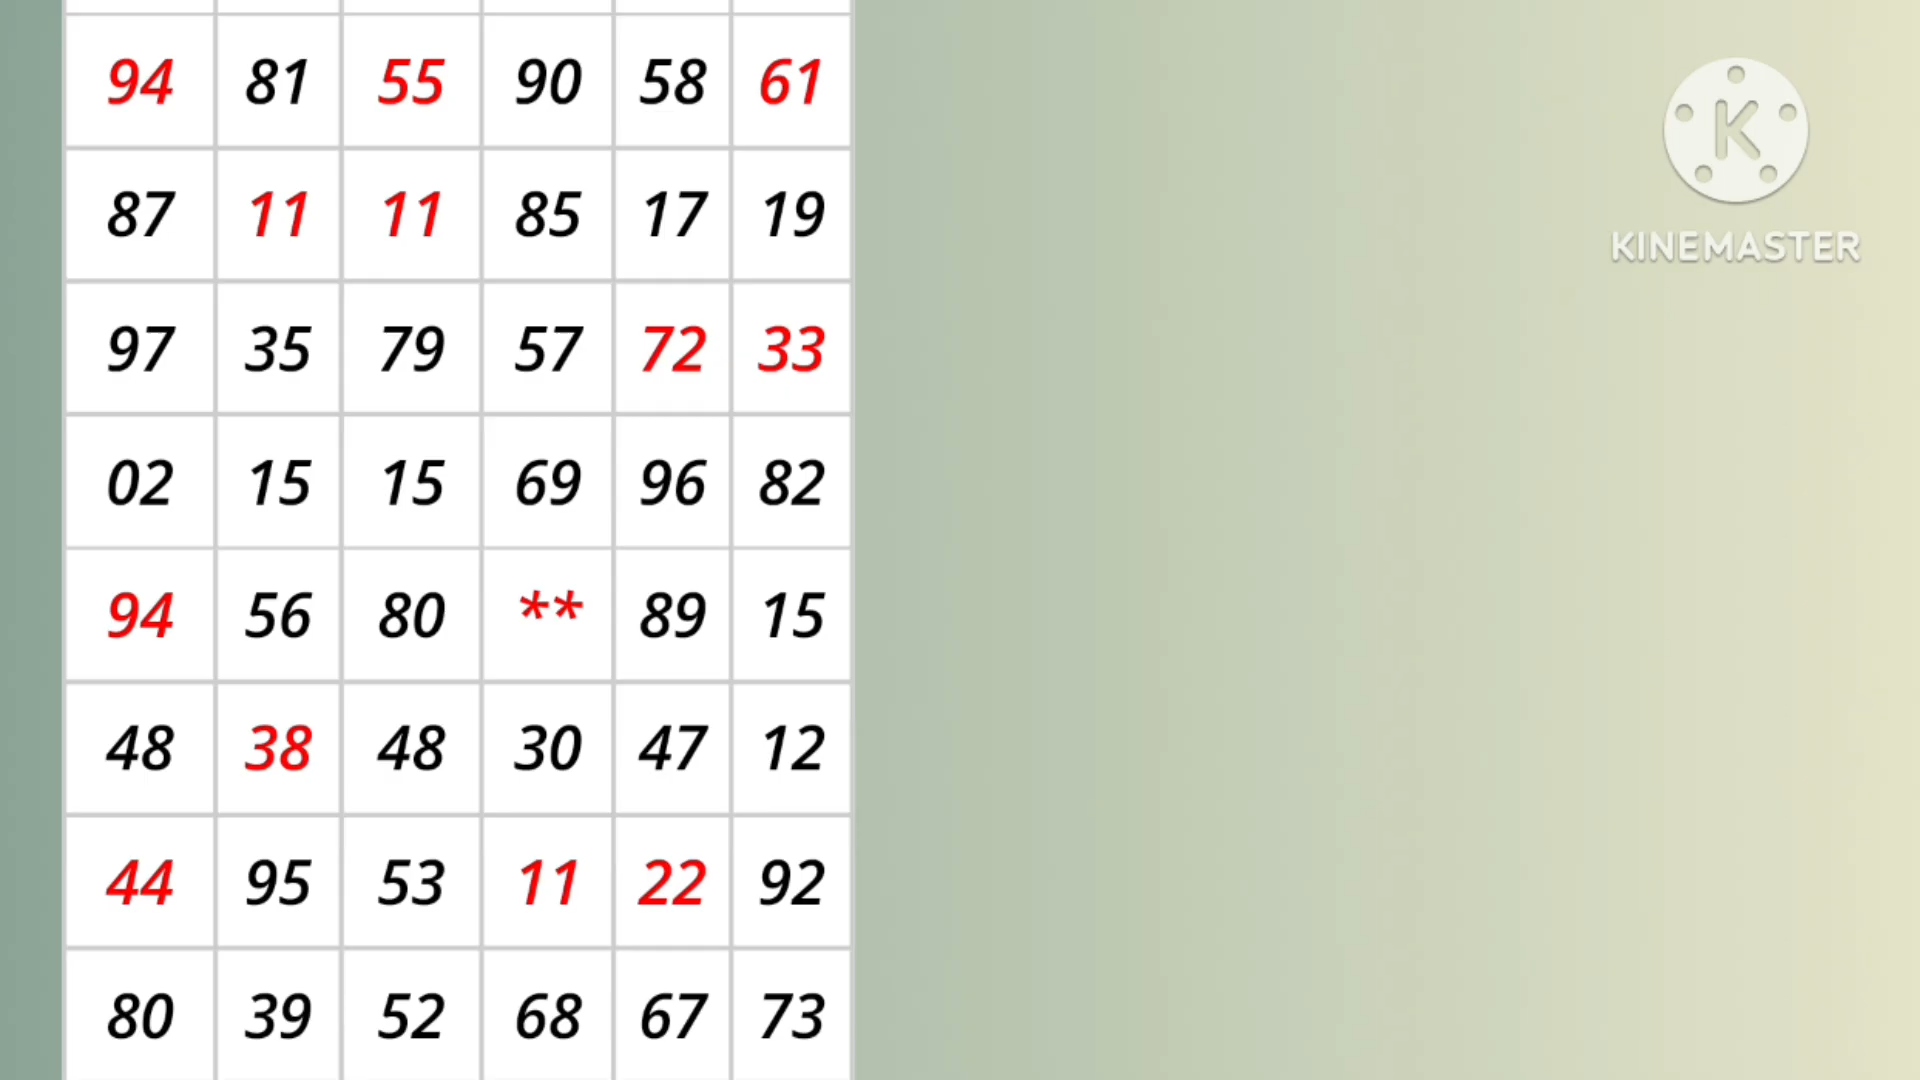 94 81 55 90 58 61
87 11 11 85 17 19
97 35 79 57 72 33
02 15 15 69 96 82
94 56 80 ** 89 15
48 38 48 30 47 12
44 95 53 11 22 92
80 39 52 68 67 73
K
KINEMASTER